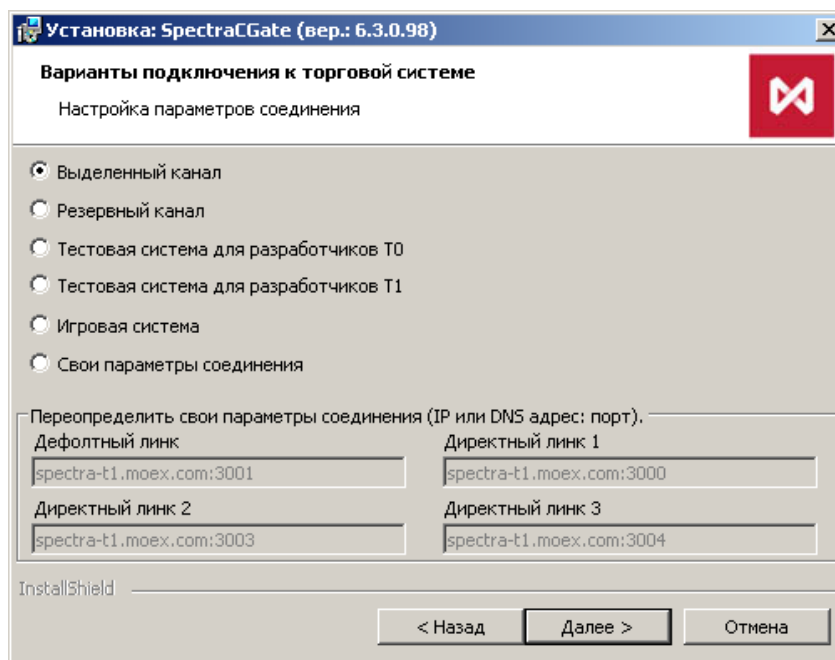 Установка: SpectraCGate (вер.: 6.3.0.98)
Варианты подключения к торговой системе
Настройка параметров соединения
Выделенный канал
Резервный канал
Тестовая система для разработчиков T0
Тестовая система для разработчиков T1
Игровая система
Свои параметры соединения
Переопределить свои параметры соединения (IP или DNS адрес: порт).
Дефолтный линк
Директный линк 1
spectra-t1.moex.com:3001
spectra-t1.moex.com:3000
Директный линк 2
Директный линк 3
spectra-t1.moex.com:3003
spectra-t1.moex.com:3004
InstallShield
< Назад
Далее >
Отмена